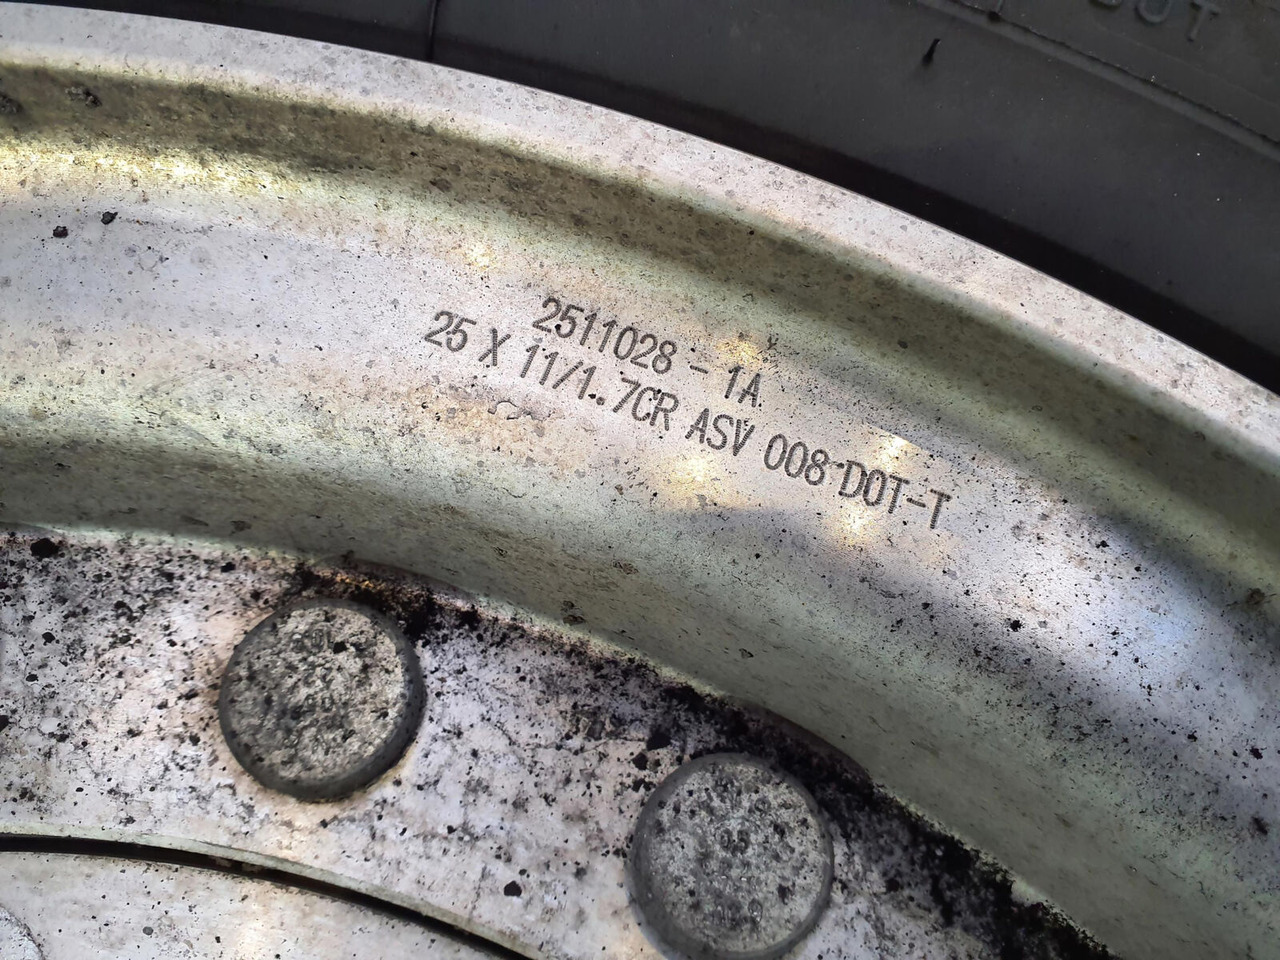 2511028 - 1A
25 X 11/1..7CR ASV 008 DOT-T